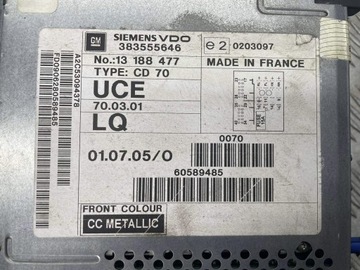 GM
SIEMENS VDO
383555646
e2 0203097
No.:13 188 477
TYPE: CD 70
MADE IN FRANCE
UCE
70.03.01
LQ
0070
01.07.05/0
60589485
FRONT COLOUR
CC METALLIC
A2C53094378